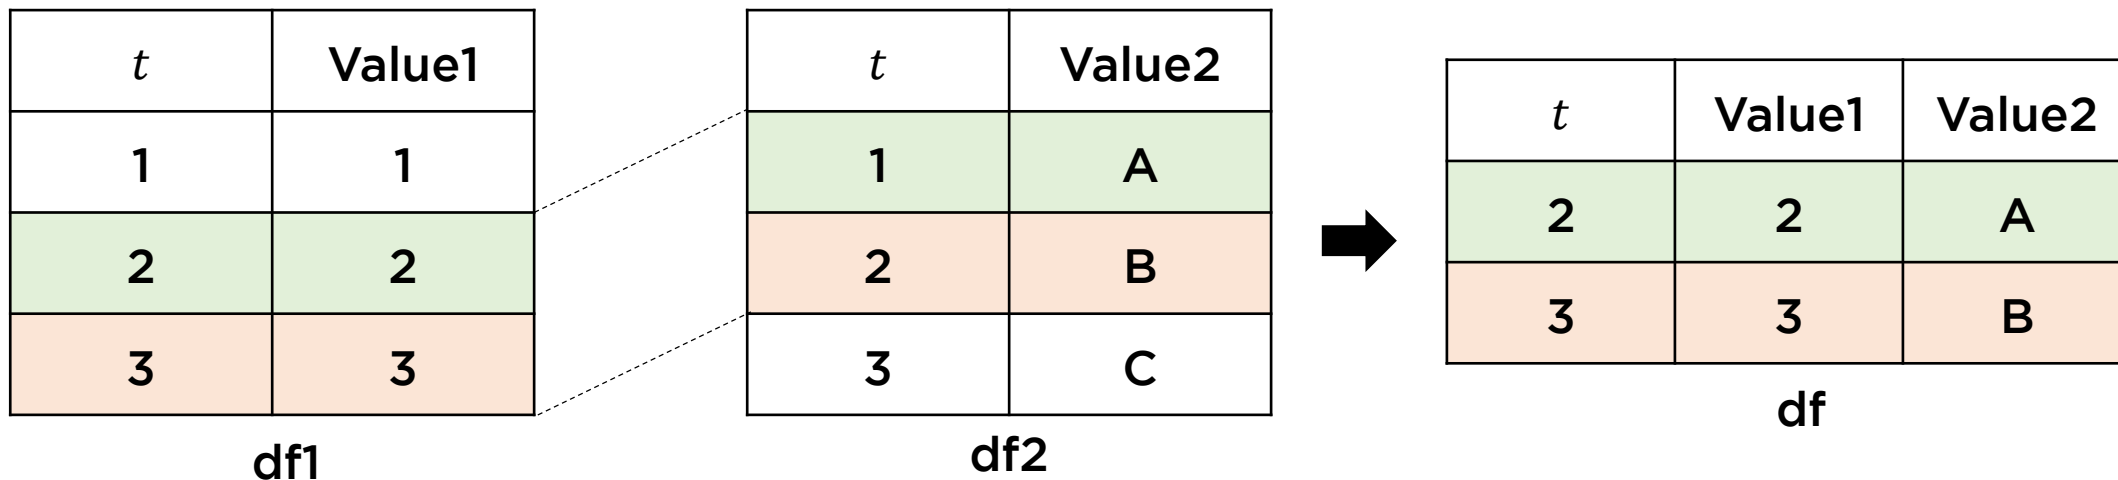 t Value1
1 1
2 2
3 3
df1
t Value2
1 A
2 B
3 C
df2
t Value1 Value2
2 2 A
3 3 B
df